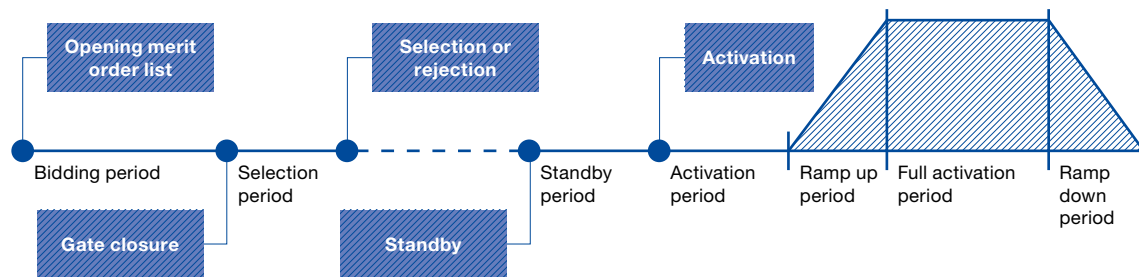 Opening merit
order list
Selection or
rejection
Activation
Bidding period
Selection
period
Standby
period
Activation
period
Ramp up
period
Full activation
period
Ramp
down
period
Gate closure
Standby